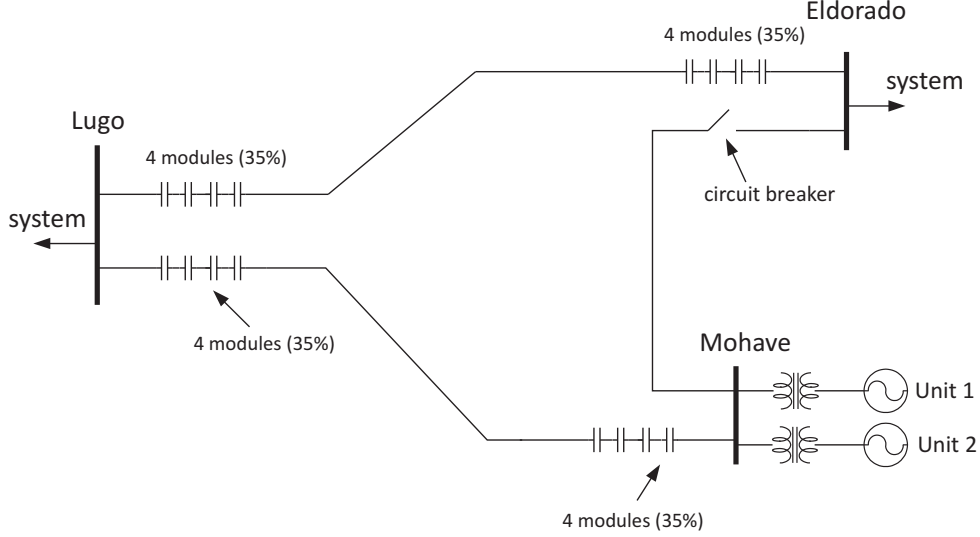 Eldorado
4 modules (35%)
system
Lugo
4 modules (35%)
circuit breaker
system
4 modules (35%)
Mohave
Unit 1
Unit 2
4 modules (35%)